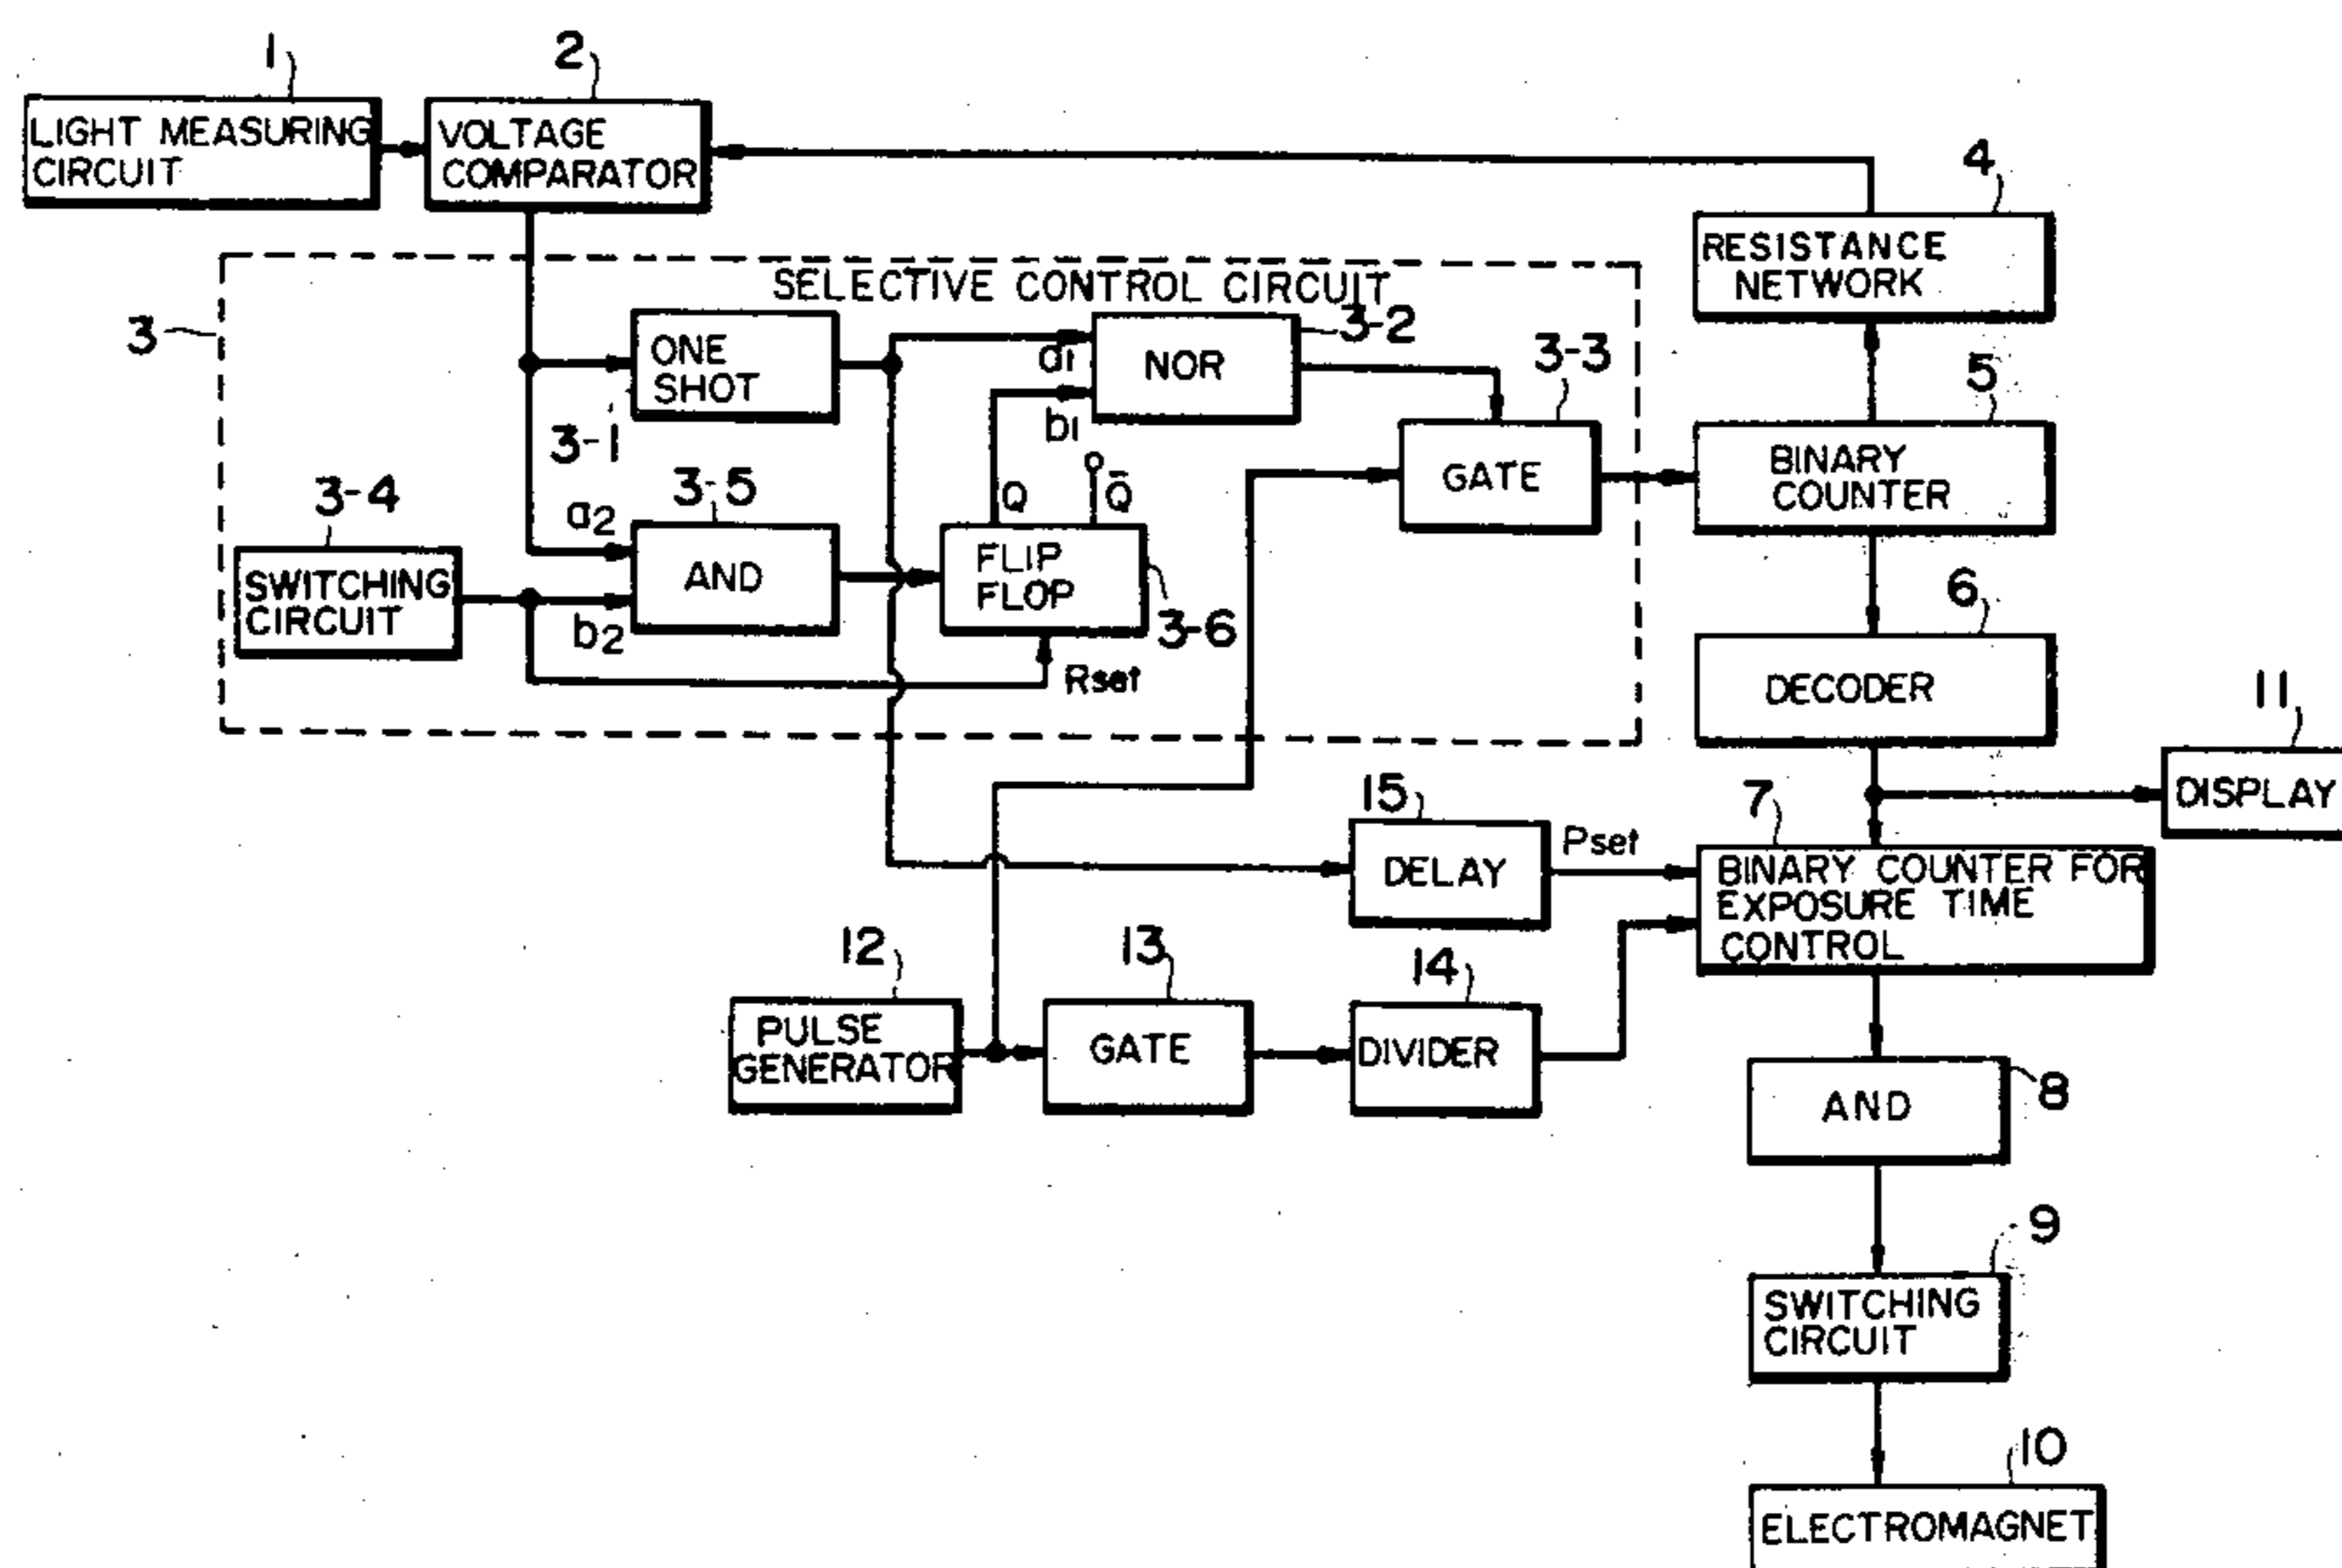 1
2
LIGHT MEASURING
CIRCUIT
VOLTAGE
COMPARATOR
4
RESISTANCE
NETWORK
3
SELECTIVE CONTROL CIRCUIT
ONE
SHOT
3-1
a1
b1
NOR
3-2
3-3
GATE
5
BINARY
COUNTER
3-4
SWITCHING
CIRCUIT
a2
b2
3-5
AND
Q
Q̄
FLIP
FLOP
3-6
Rset
6
DECODER
11
DISPLAY
15
DELAY
Pset
7
BINARY COUNTER FOR
EXPOSURE TIME
CONTROL
12
PULSE
GENERATOR
13
GATE
14
DIVIDER
AND
8
9
SWITCHING
CIRCUIT
10
ELECTROMAGNET